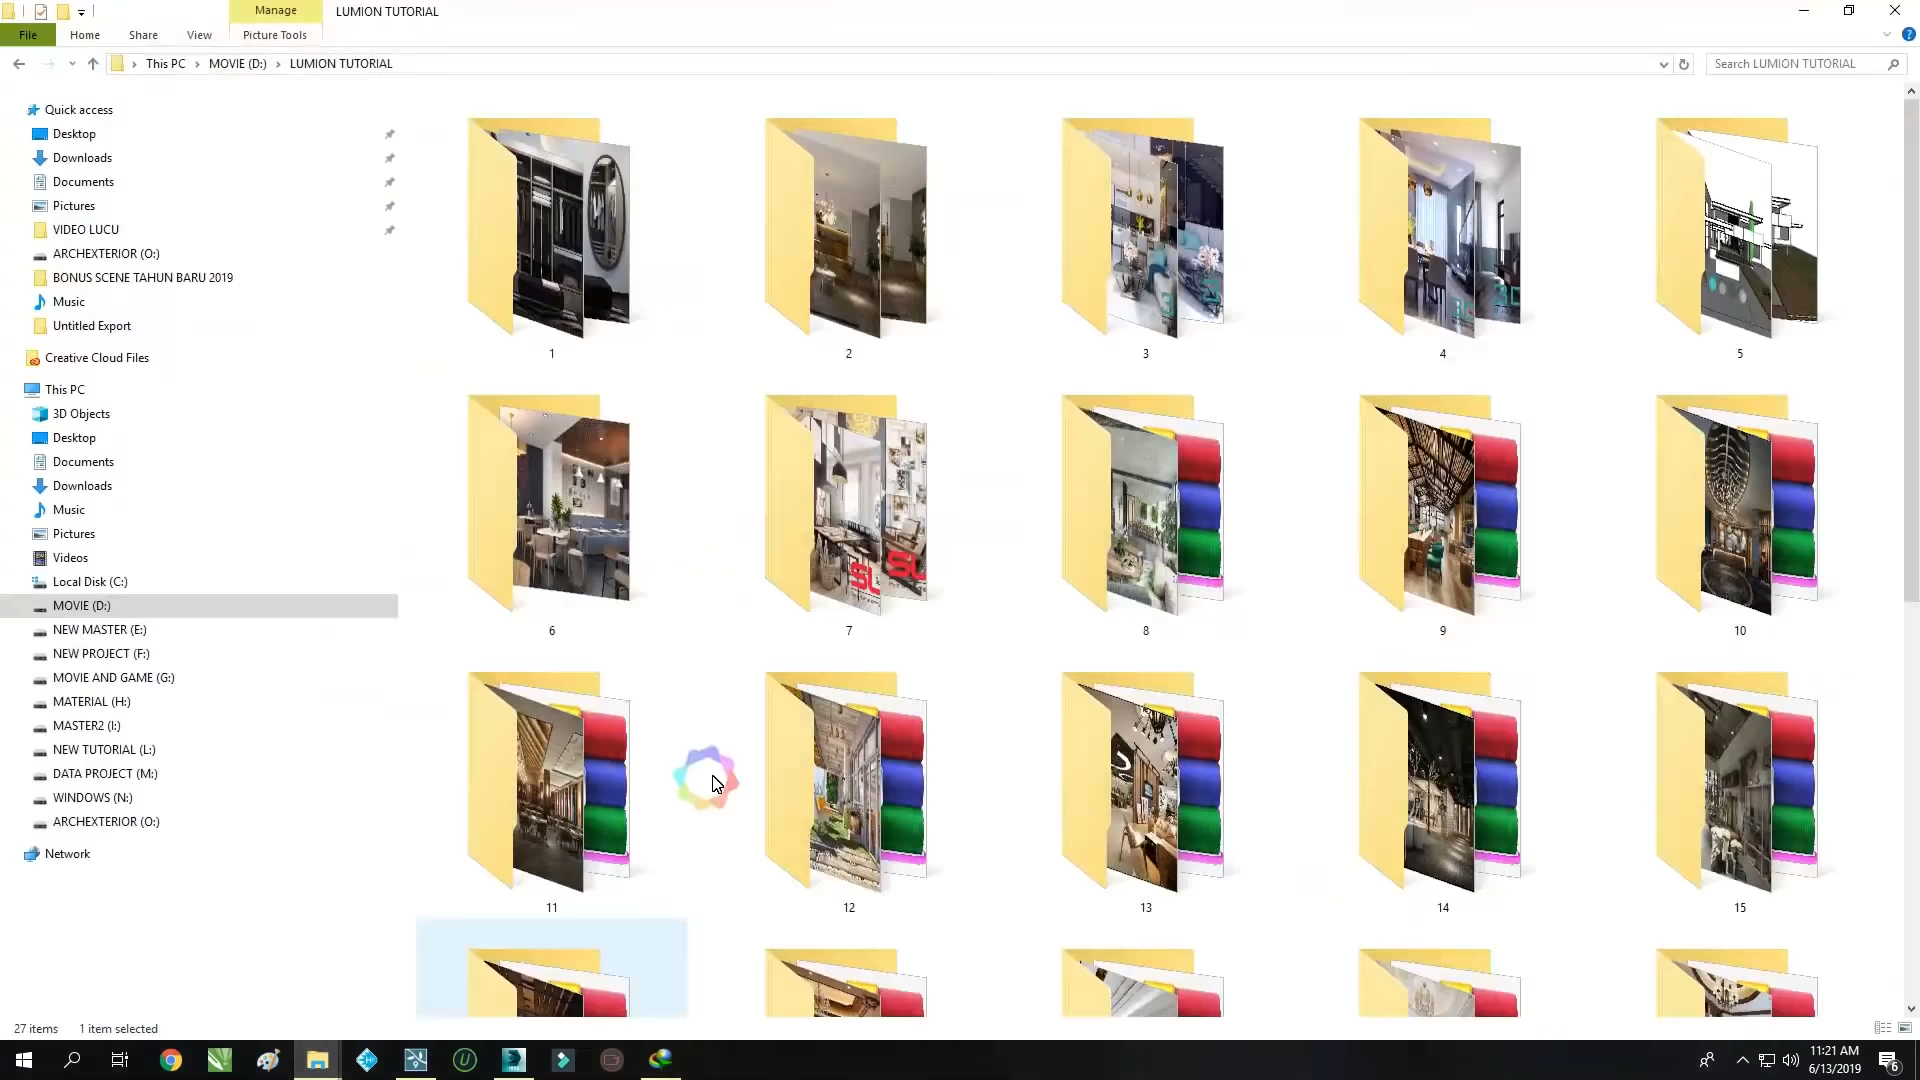 Manage
LUMION TUTORIAL
File
Home
Share
View
Picture Tools
This PC
MOVIE (D:)
LUMION TUTORIAL
Search LUMION TUTORIAL
Quick access
Desktop
Downloads
Documents
Pictures
VIDEO LUCU
ARCHEXTERIOR (O:)
BONUS SCENE TAHUN BARU 2019
Music
Untitled Export
Creative Cloud Files
This PC
3D Objects
Desktop
Documents
Downloads
Music
Pictures
Videos
Local Disk (C:)
MOVIE (D:)
NEW MASTER (E:)
NEW PROJECT (F:)
MOVIE AND GAME (G:)
MATERIAL (H:)
MASTER2 (I:)
NEW TUTORIAL (L:)
DATA PROJECT (M:)
WINDOWS (N:)
ARCHEXTERIOR (O:)
Network
1
2
3
4
5
6
7
8
9
10
11
12
13
14
15
27 items
1 item selected
11:21 AM
6/13/2019
6